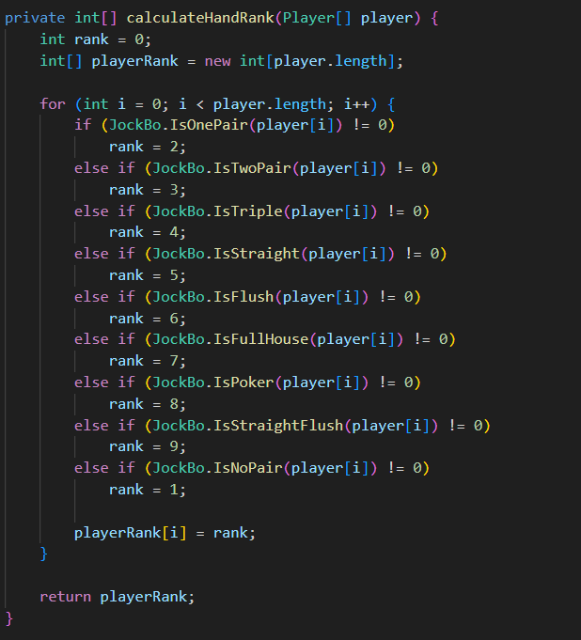 private int[] calculateHandRank(Player[] player) {
    int rank = 0;
    int[] playerRank = new int[player.length];

    for (int i = 0; i < player.length; i++) {
        if (JockBo.IsOnePair(player[i]) != 0)
            rank = 2;
        else if (JockBo.IsTwoPair(player[i]) != 0)
            rank = 3;
        else if (JockBo.IsTriple(player[i]) != 0)
            rank = 4;
        else if (JockBo.IsStraight(player[i]) != 0)
            rank = 5;
        else if (JockBo.IsFlush(player[i]) != 0)
            rank = 6;
        else if (JockBo.IsFullHouse(player[i]) != 0)
            rank = 7;
        else if (JockBo.IsPoker(player[i]) != 0)
            rank = 8;
        else if (JockBo.IsStraightFlush(player[i]) != 0)
            rank = 9;
        else if (JockBo.IsNoPair(player[i]) != 0)
            rank = 1;

        playerRank[i] = rank;
    }

    return playerRank;
}